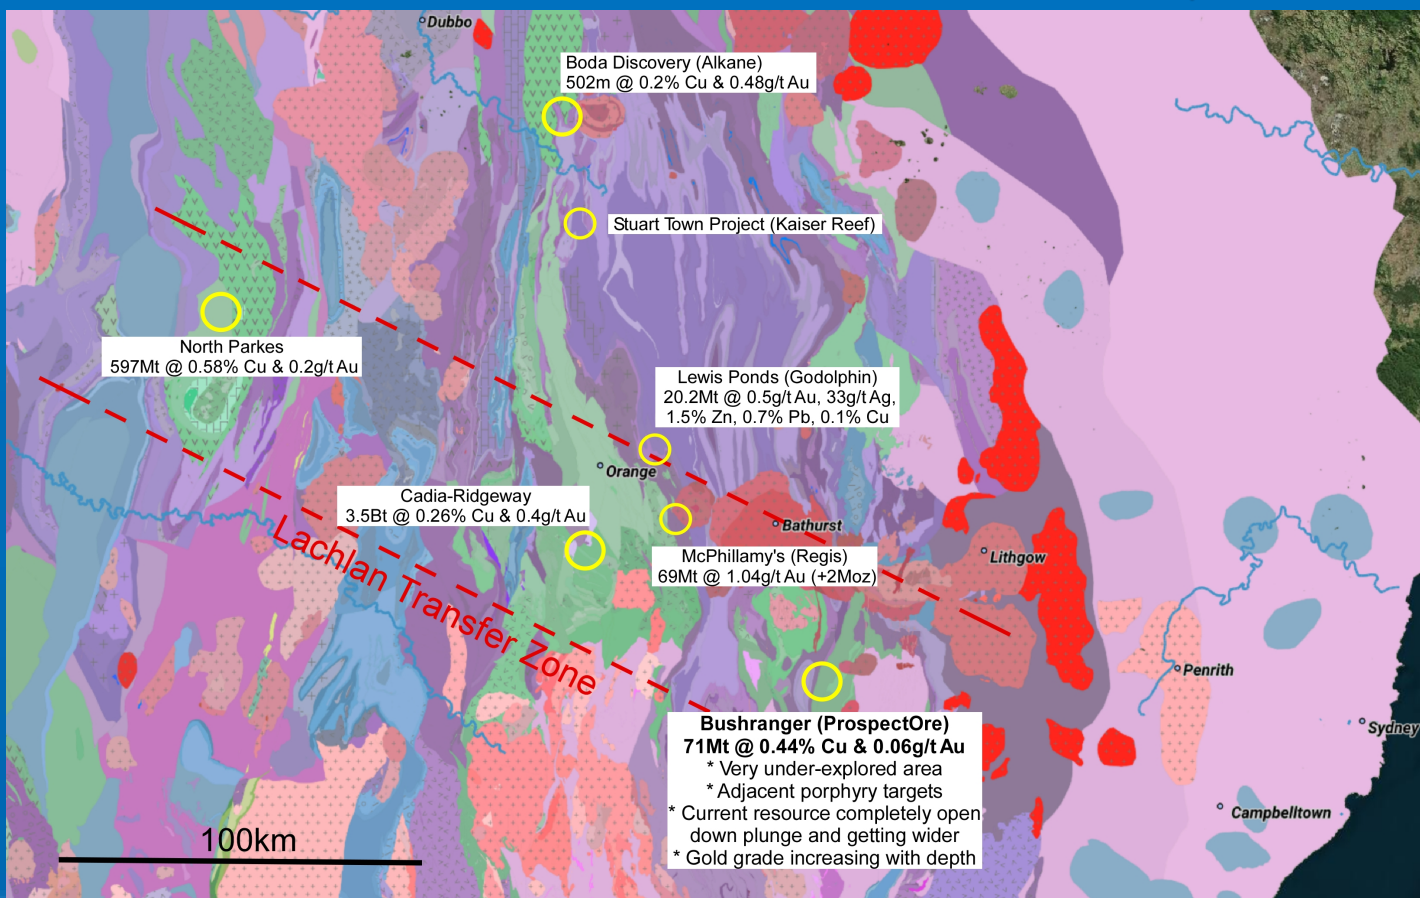 Dubbo
Boda Discovery (Alkane)
502m @ 0.2% Cu & 0.48g/t Au
Stuart Town Project (Kaiser Reef)
North Parkes
597Mt @ 0.58% Cu & 0.2g/t Au
Lewis Ponds (Godolphin)
20.2Mt @ 0.5g/t Au, 33g/t Ag,
1.5% Zn, 0.7% Pb, 0.1% Cu
Orange
Cadia-Ridgeway
3.5Bt @ 0.26% Cu & 0.4g/t Au
Bathurst
McPhillamy's (Regis)
69Mt @ 1.04g/t Au (+2Moz)
Lithgow
Lachlan Transfer Zone
Penrith
Sydney
Bushranger (ProspectOre)
71Mt @ 0.44% Cu & 0.06g/t Au
* Very under-explored area
* Adjacent porphyry targets
* Current resource completely open
down plunge and getting wider
* Gold grade increasing with depth
Campbelltown
100km